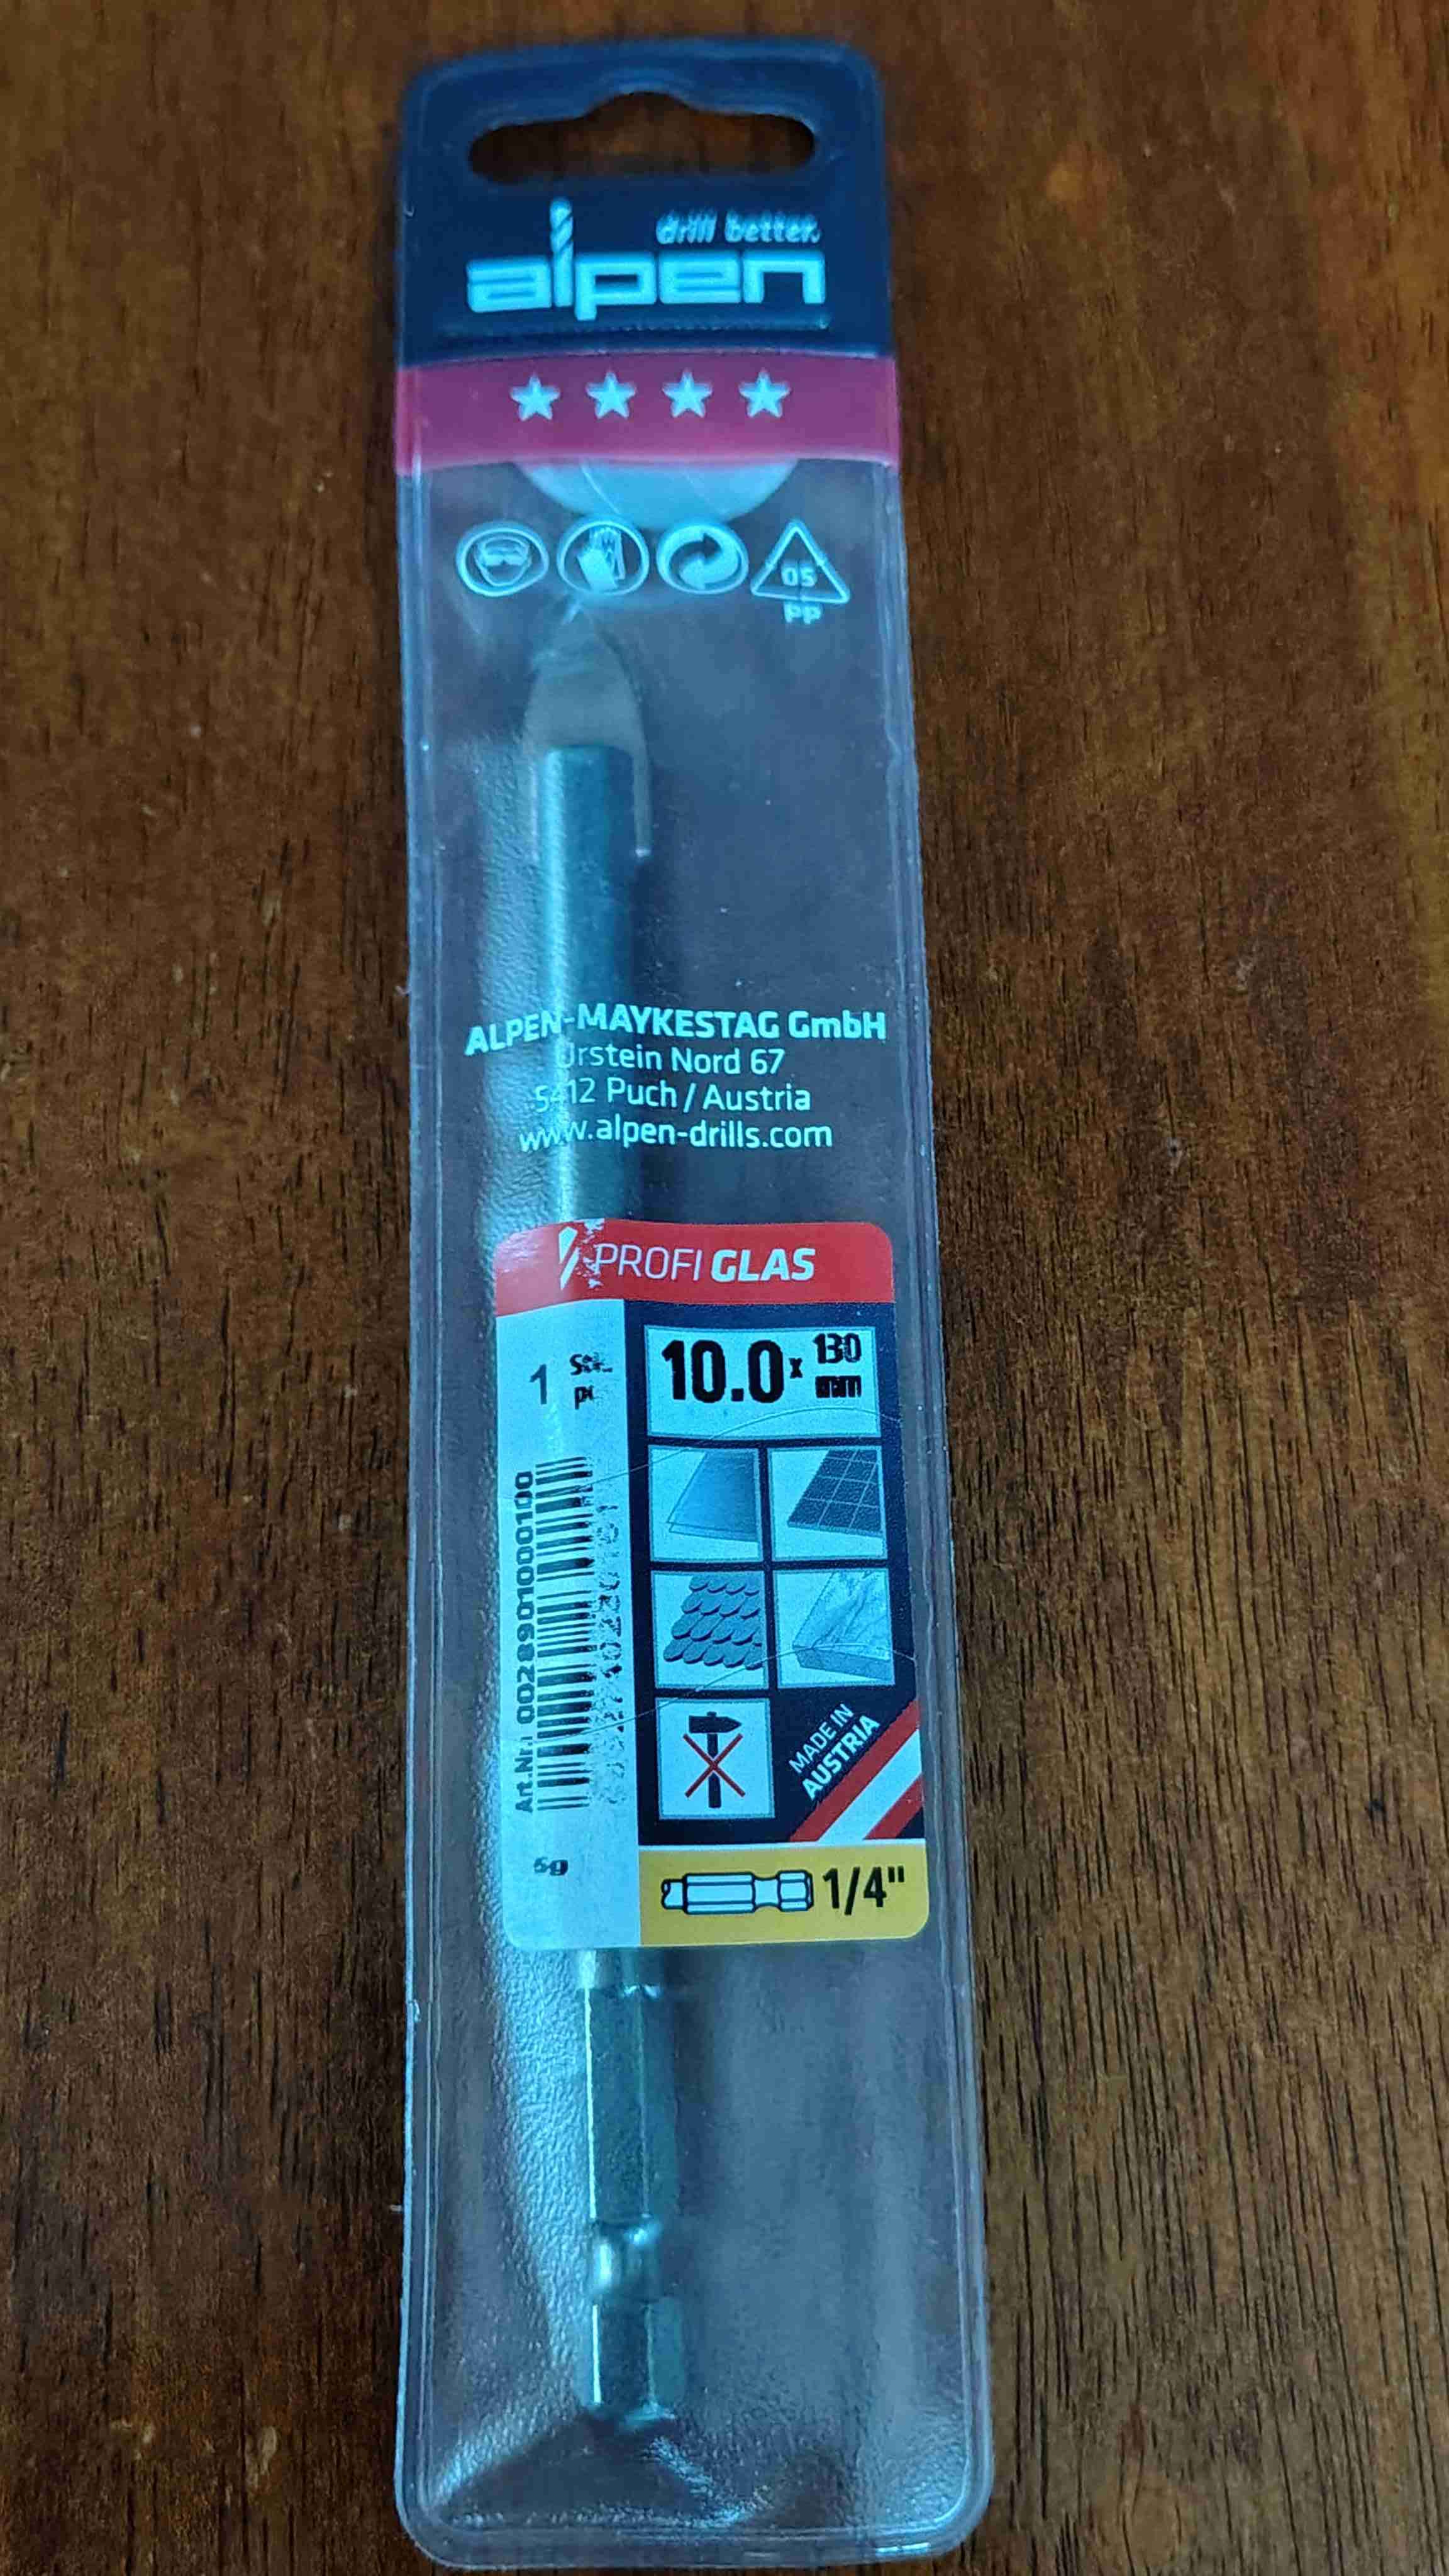 drill better.
alpen
05
PP
ALPEN-MAYKESTAG GmbH
Urstein Nord 67
5412 Puch / Austria
www.alpen-drills.com
PROFI GLAS
1
10.0 x 130 mm
Art.Nr. 0028901000100
MADE IN
AUSTRIA
1/4"